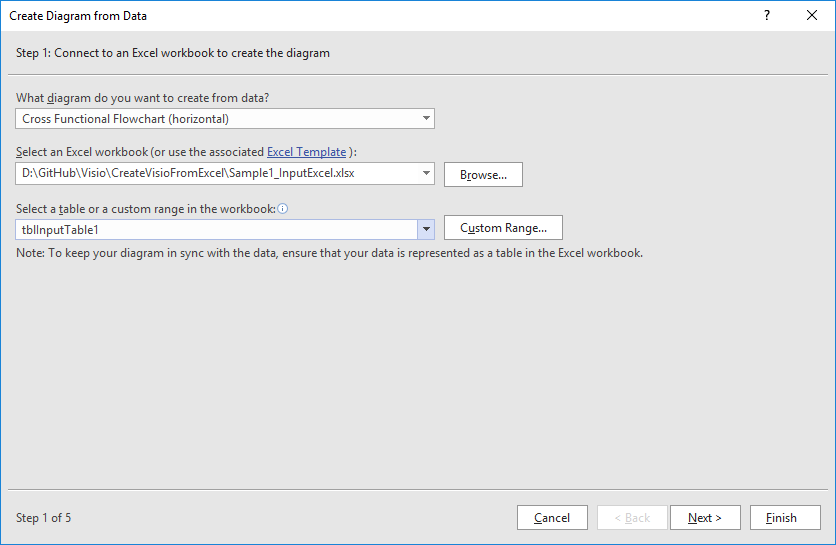 Create Diagram from Data
?
Step 1: Connect to an Excel workbook to create the diagram
What diagram do you want to create from data?
Cross Functional Flowchart (horizontal)
Select an Excel workbook (or use the associated Excel Template ):
D:\GitHub\Visio\CreateVisioFromExcel\Sample1_InputExcel.xlsx
Browse...
Select a table or a custom range in the workbook:
tblInputTable1
Custom Range...
Note: To keep your diagram in sync with the data, ensure that your data is represented as a table in the Excel workbook.
Step 1 of 5
Cancel
< Back
Next >
Finish